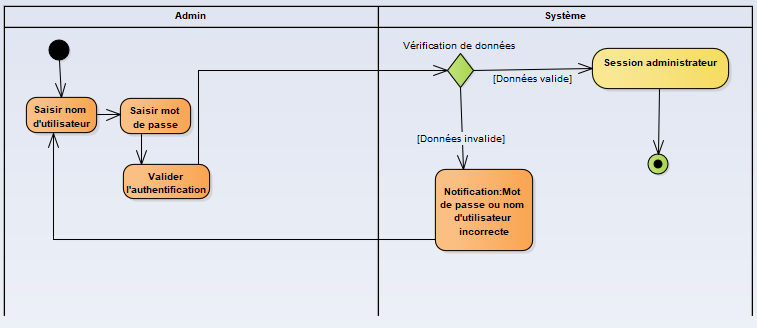 Admin
Système
Vérification de données
Session administrateur
[Données valide]
Saisir nom
d'utilisateur
Saisir mot
de passe
[Données invalide]
Valider
l'authentification
Notification:Mot
de passe ou nom
d'utilisateur
incorrecte